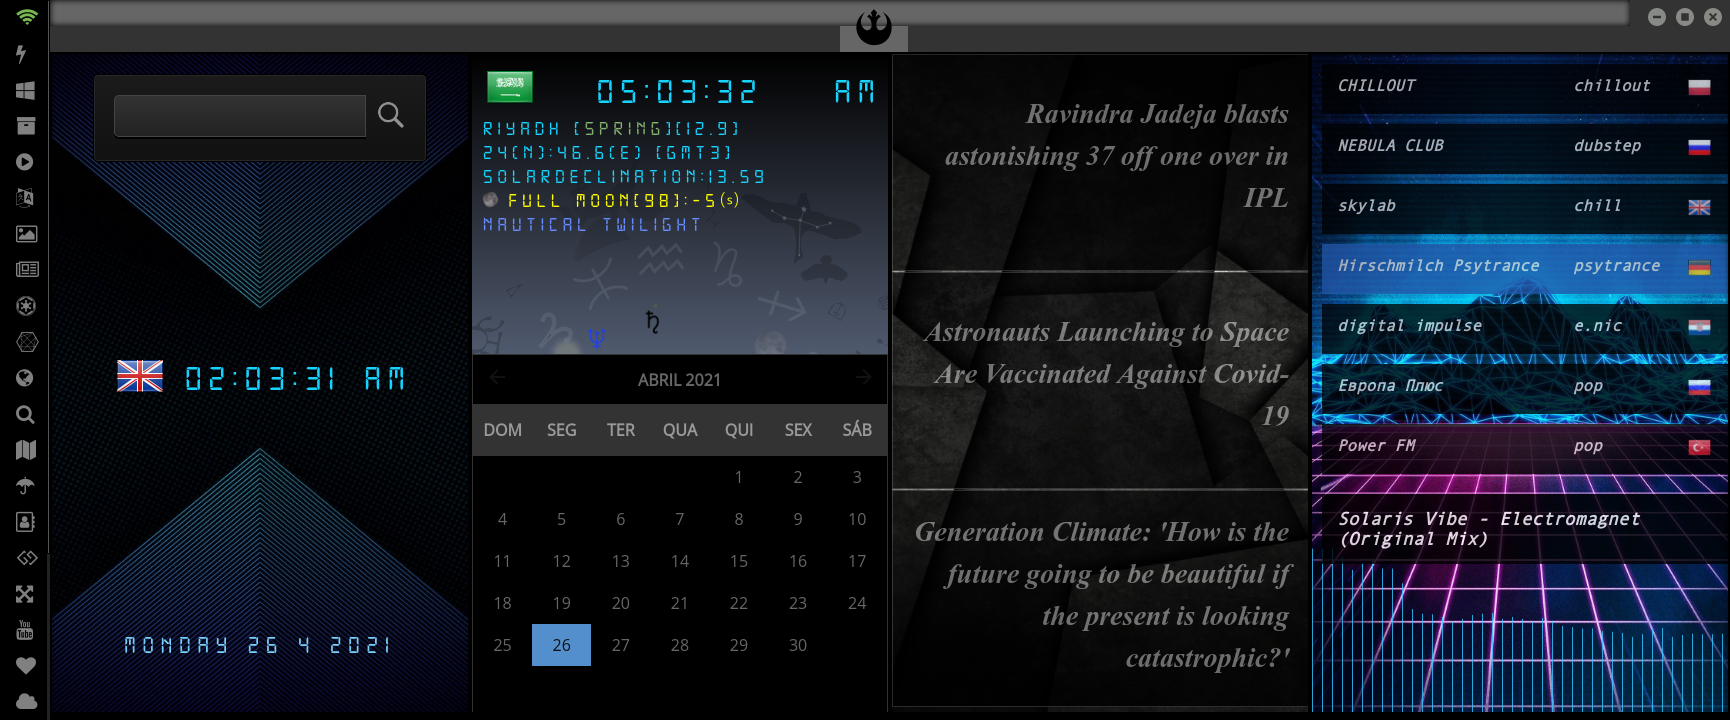 02:03:31 AM
MONDAY 26 4 2021
05:03:32 AM
RIYADH [SPRING][12.9]
24(N):46.6(E) [GMT3]
SOLARDECLINATION:13.59
FULL MOON[98]:-5(s)
NAUTICAL TWILIGHT
ABRIL 2021
DOM SEG TER QUA QUI SEX SÁB
1 2 3
4 5 6 7 8 9 10
11 12 13 14 15 16 17
18 19 20 21 22 23 24
25 26 27 28 29 30
Ravindra Jadeja blasts
astonishing 37 off one over in
IPL
Astronauts Launching to Space
Are Vaccinated Against Covid-
19
Generation Climate: 'How is the
future going to be beautiful if
the present is looking
catastrophic?'
CHILLOUT chillout
NEBULA CLUB dubstep
skylab chill
Hirschmilch Psytrance psytrance
digital impulse e.nic
Европа Плюс pop
Power FM pop
Solaris Vibe - Electromagnet
(Original Mix)
You
Tube